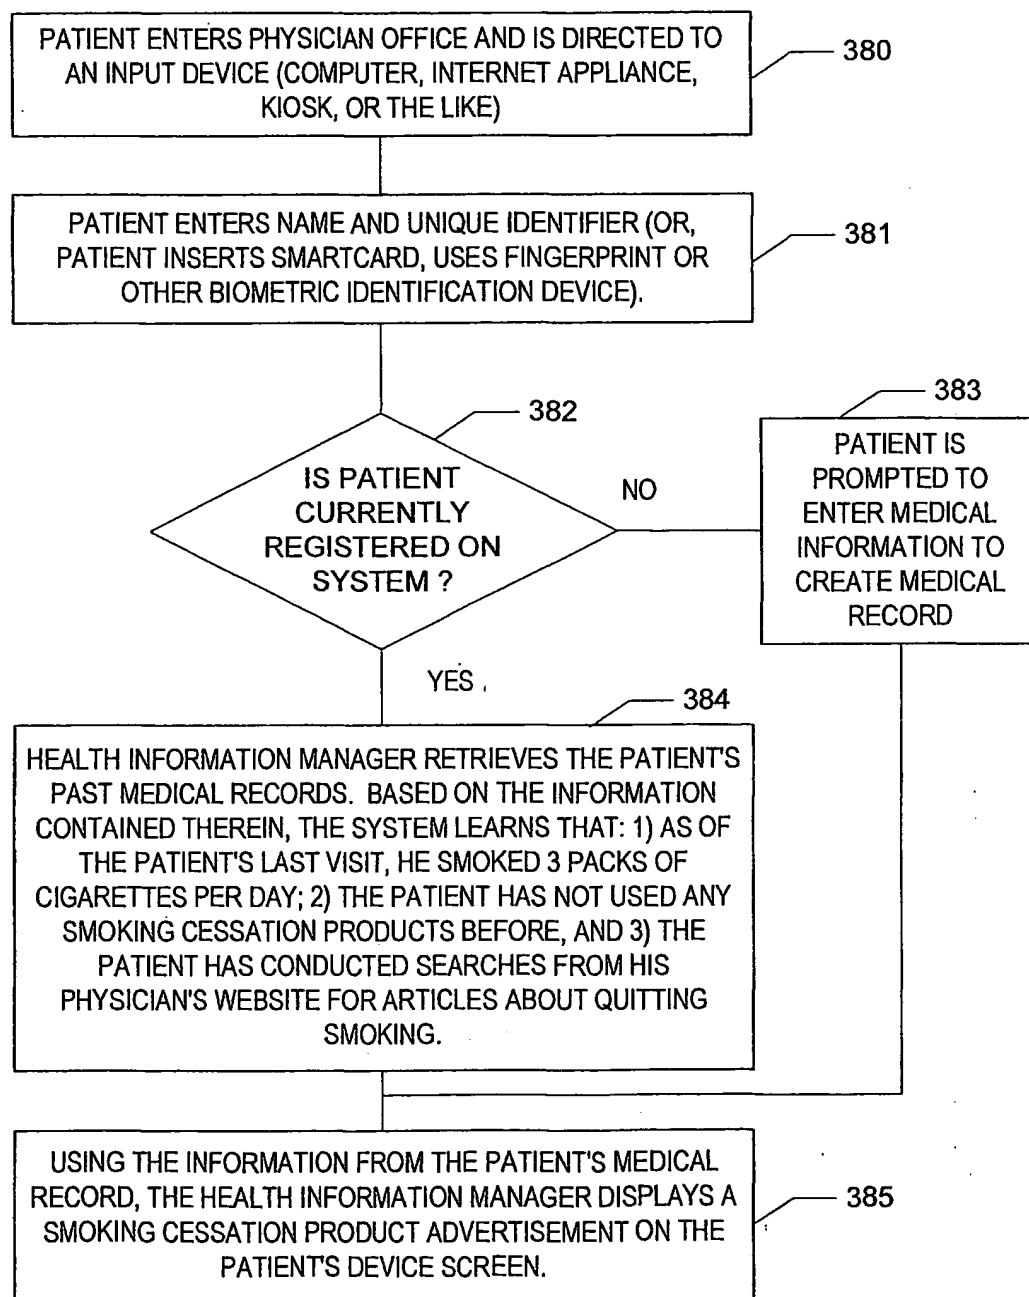 PATIENT ENTERS PHYSICIAN OFFICE AND IS DIRECTED TO
AN INPUT DEVICE (COMPUTER, INTERNET APPLIANCE,
KIOSK, OR THE LIKE)
380
PATIENT ENTERS NAME AND UNIQUE IDENTIFIER (OR,
PATIENT INSERTS SMARTCARD, USES FINGERPRINT OR
OTHER BIOMETRIC IDENTIFICATION DEVICE).
381
382
IS PATIENT
CURRENTLY
REGISTERED ON
SYSTEM ?
NO
383
PATIENT IS
PROMPTED TO
ENTER MEDICAL
INFORMATION TO
CREATE MEDICAL
RECORD
YES
384
HEALTH INFORMATION MANAGER RETRIEVES THE PATIENT'S
PAST MEDICAL RECORDS. BASED ON THE INFORMATION
CONTAINED THEREIN, THE SYSTEM LEARNS THAT: 1) AS OF
THE PATIENT'S LAST VISIT, HE SMOKED 3 PACKS OF
CIGARETTES PER DAY; 2) THE PATIENT HAS NOT USED ANY
SMOKING CESSATION PRODUCTS BEFORE, AND 3) THE
PATIENT HAS CONDUCTED SEARCHES FROM HIS
PHYSICIAN'S WEBSITE FOR ARTICLES ABOUT QUITTING
SMOKING.
USING THE INFORMATION FROM THE PATIENT'S MEDICAL
RECORD, THE HEALTH INFORMATION MANAGER DISPLAYS A
SMOKING CESSATION PRODUCT ADVERTISEMENT ON THE
PATIENT'S DEVICE SCREEN.
385